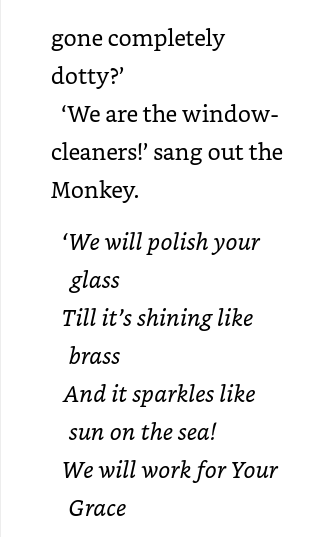 gone completely
dotty?’
‘We are the window-
cleaners!’ sang out the
Monkey.
‘We will polish your
glass
Till it’s shining like
brass
And it sparkles like
sun on the sea!
We will work for Your
Grace